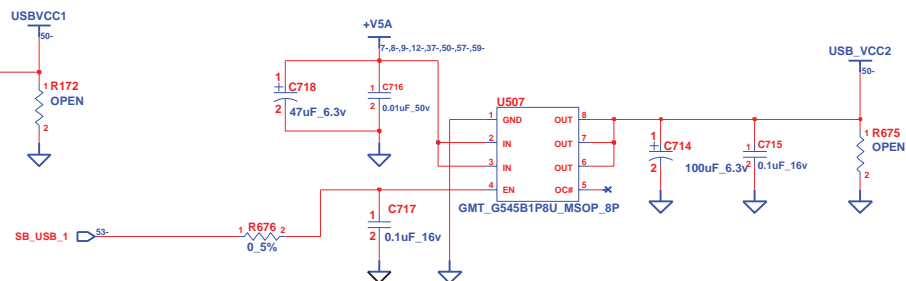 USBVCC1
50-
1 R172
OPEN
2
+V5A
7-,8-,9-,12-,37-,50-,57-,59-
1
+
C718
2
47uF_6.3v
1
C716
2
0.01uF_50v
U507
1 GND OUT 8
2 IN OUT 7
3 IN OUT 6
4 EN OC# 5
GMT_G545B1P8U_MSOP_8P
USB_VCC2
50-
1
+
C714
2
100uF_6.3v
1
C715
2
0.1uF_16v
1 R675
OPEN
2
SB_USB_1
53-
1 R676 2
0_5%
C717
1
2
0.1uF_16v